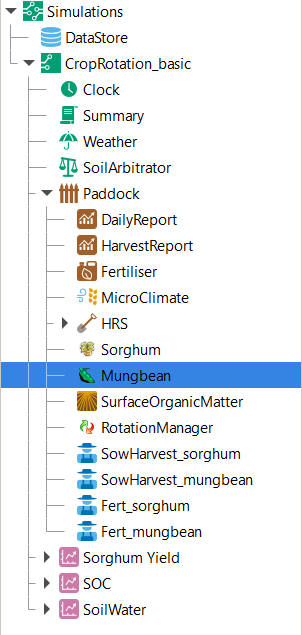 Simulations
DataStore
CropRotation_basic
Clock
Summary
Weather
SoilArbitrator
Paddock
DailyReport
HarvestReport
Fertiliser
MicroClimate
HRS
Sorghum
Mungbean
SurfaceOrganicMatter
RotationManager
SowHarvest_sorghum
SowHarvest_mungbean
Fert_sorghum
Fert_mungbean
Sorghum Yield
SOC
SoilWater